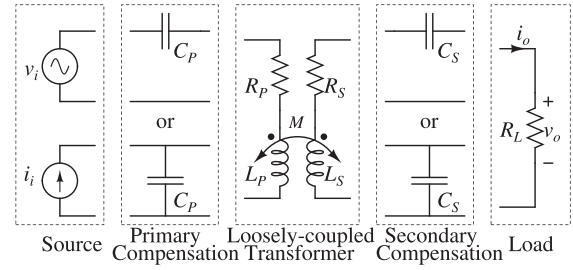 v_i
i_i
C_P
or
C_P
R_P
R_S
M
L_P
L_S
C_S
or
C_S
i_o
R_L
+
v_o
−
Source
Primary
Compensation
Loosely-coupled
Transformer
Secondary
Compensation
Load